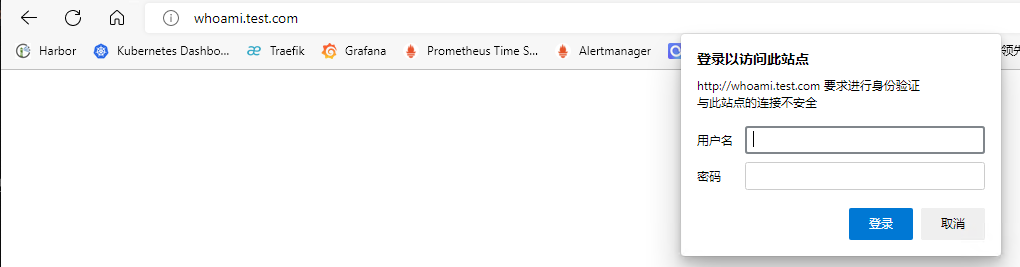 whoami.test.com
Harbor Kubernetes Dashbo... Traefik Grafana Prometheus Time S... Alertmanager 领先
登录以访问此站点
http://whoami.test.com 要求进行身份验证
与此站点的连接不安全
用户名
密码
登录 取消